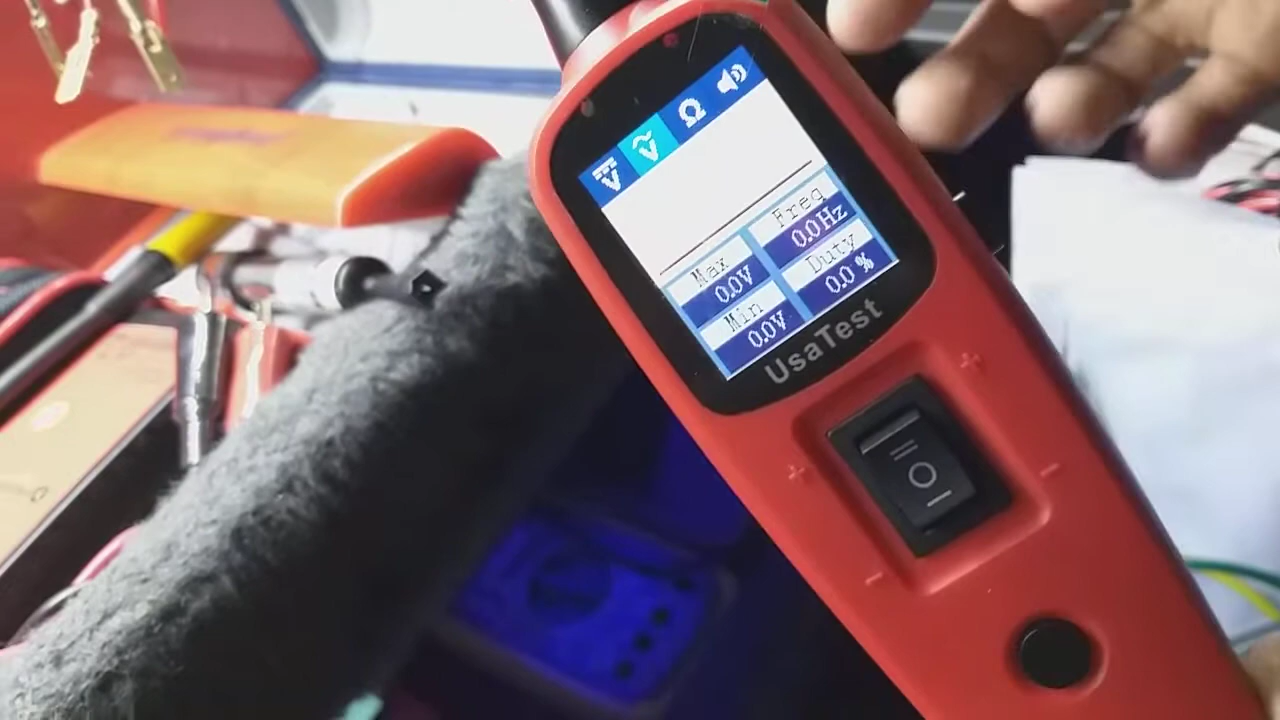 V V Ω
Max Freq
0.0V 0.0Hz
Min Duty
0.0V 0.0 %
UsaTest
+ +
= O —
- -